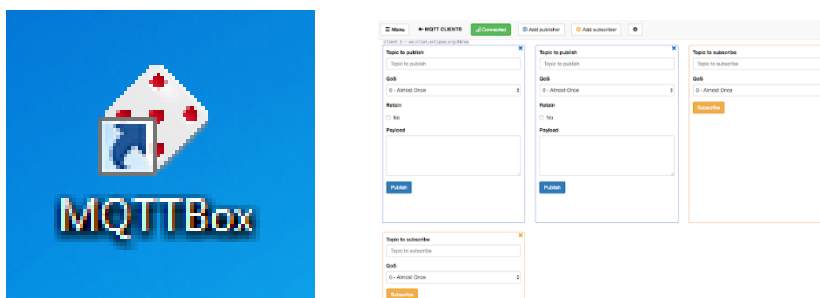 MQTTBox
Menu MQTT CLIENTS Connected Add publisher Add subscriber
Topic to publish
Topic to publish
QoS
0 - Almost Once
Retain
No
Payload
Publish
Topic to publish
Topic to publish
QoS
0 - Almost Once
Retain
No
Payload
Publish
Topic to subscribe
Topic to subscribe
QoS
0 - Almost Once
Subscribe
Topic to subscribe
Topic to subscribe
QoS
0 - Almost Once
Subscribe